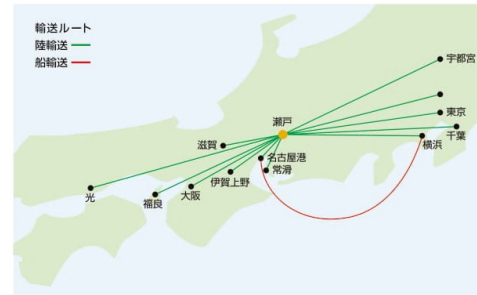 輸送ルート
陸輸送
船輸送
宇都宮
東京
千葉
横浜
瀬戸
滋賀
名古屋港
常滑
伊賀上野
大阪
福良
光